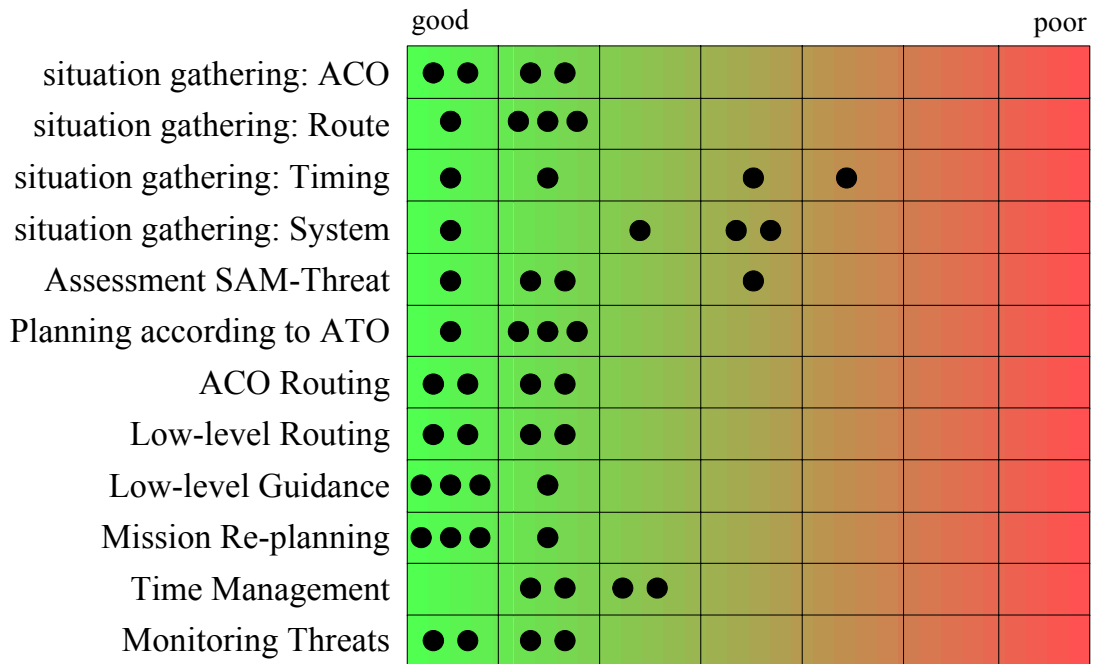 good poor
situation gathering: ACO
situation gathering: Route
situation gathering: Timing
situation gathering: System
Assessment SAM-Threat
Planning according to ATO
ACO Routing
Low-level Routing
Low-level Guidance
Mission Re-planning
Time Management
Monitoring Threats